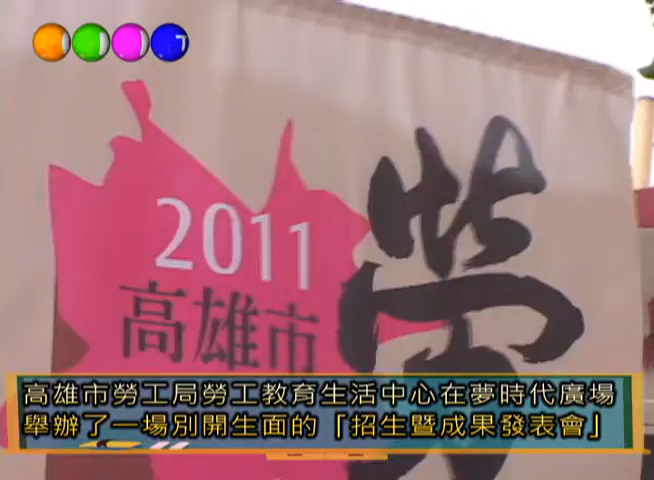 2011
高雄市
勞
高雄市勞工局勞工教育生活中心在夢時代廣場
舉辦了一場別開生面的「招生暨成果發表會」